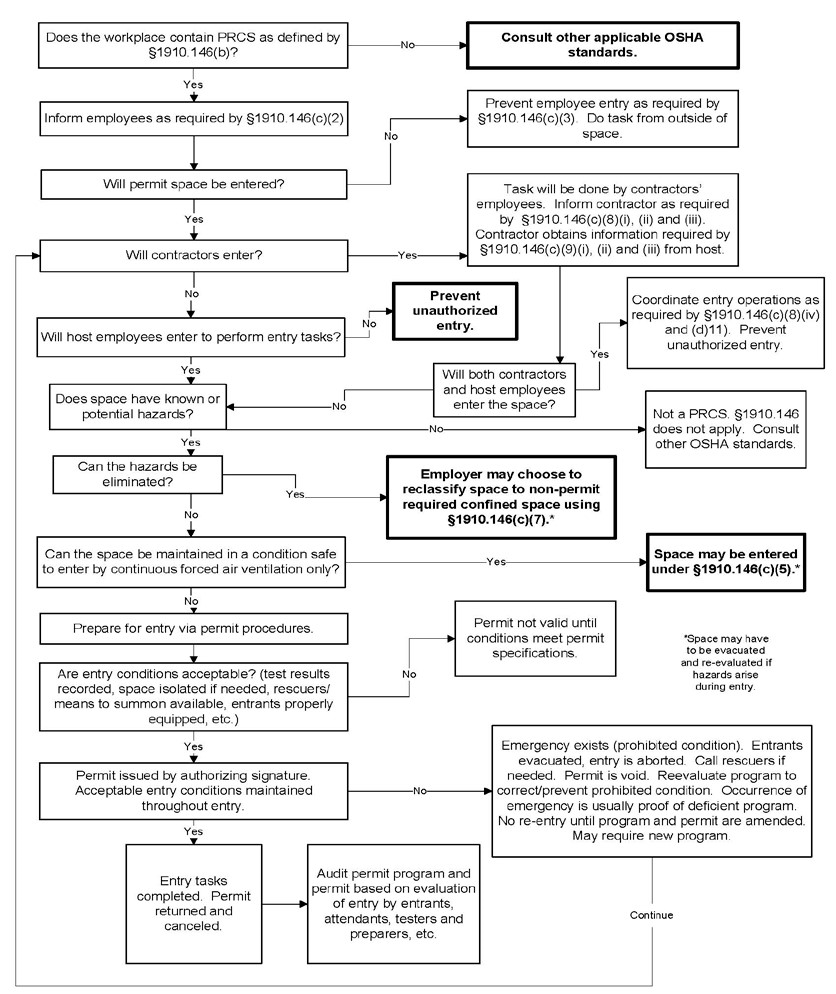 Does the workplace contain PRCS as defined by
§1910.146(b)?
No
Consult other applicable OSHA
standards.
Yes
Inform employees as required by §1910.146(c)(2)
No
Prevent employee entry as required by
§1910.146(c)(3).  Do task from outside of
space.
Will permit space be entered?
Yes
Task will be done by contractors'
employees.  Inform contractor as required
by  §1910.146(c)(8)(i), (ii) and (iii).
Contractor obtains information required by
§1910.146(c)(9)(i), (ii) and (iii) from host.
Will contractors enter?
Yes
No
Prevent
unauthorized
entry.
Will host employees enter to perform entry tasks?
No
Coordinate entry operations as
required by §1910.146(c)(8)(iv)
and (d)11).  Prevent
unauthorized entry.
Yes
Yes
Will both contractors
and host employees
enter the space?
No
Does space have known or
potential hazards?
No
Not a PRCS. §1910.146
does not apply.  Consult
other OSHA standards.
Yes
Can the hazards be
eliminated?
Yes
Employer may choose to
reclassify space to non-permit
required confined space using
§1910.146(c)(7).*
No
Can the space be maintained in a condition safe
to enter by continuous forced air ventilation only?
Yes
Space may be entered
under §1910.146(c)(5).*
No
Prepare for entry via permit procedures.
Permit not valid until
conditions meet permit
specifications.
*Space may have
to be evacuated
and re-evaluated if
hazards arise
during entry.
Are entry conditions acceptable? (test results
recorded, space isolated if needed, rescuers/
means to summon available, entrants properly
equipped, etc.)
No
Yes
Permit issued by authorizing signature.
Acceptable entry conditions maintained
throughout entry.
No
Emergency exists (prohibited condition).  Entrants
evacuated, entry is aborted.  Call rescuers if
needed.  Permit is void.  Reevaluate program to
correct/prevent prohibited condition.  Occurrence of
emergency is usually proof of deficient program.
No re-entry until program and permit are amended.
May require new program.
Yes
Entry tasks
completed.  Permit
returned and
canceled.
Audit permit program and
permit based on evaluation
of entry by entrants,
attendants, testers and
preparers, etc.
Continue